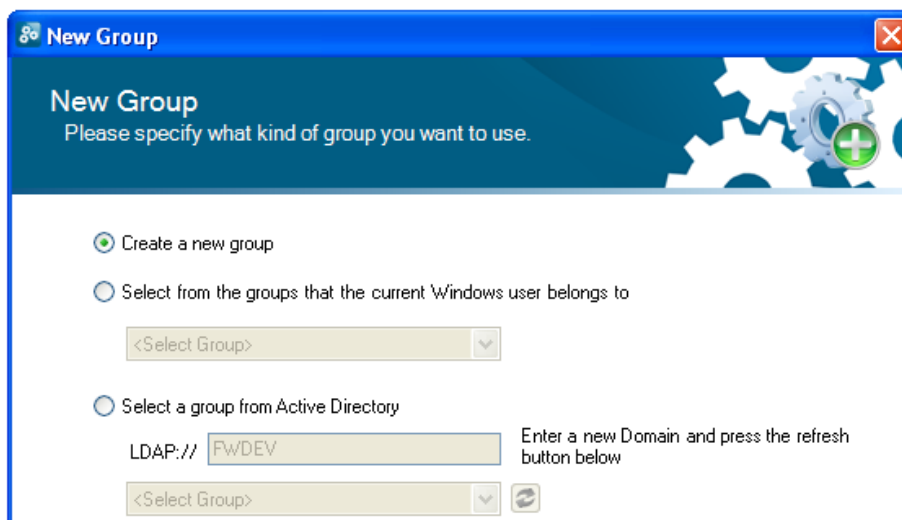 New Group
New Group
Please specify what kind of group you want to use.
Create a new group
Select from the groups that the current Windows user belongs to
<Select Group>
Select a group from Active Directory
LDAP:// FWDEV Enter a new Domain and press the refresh
button below
<Select Group>